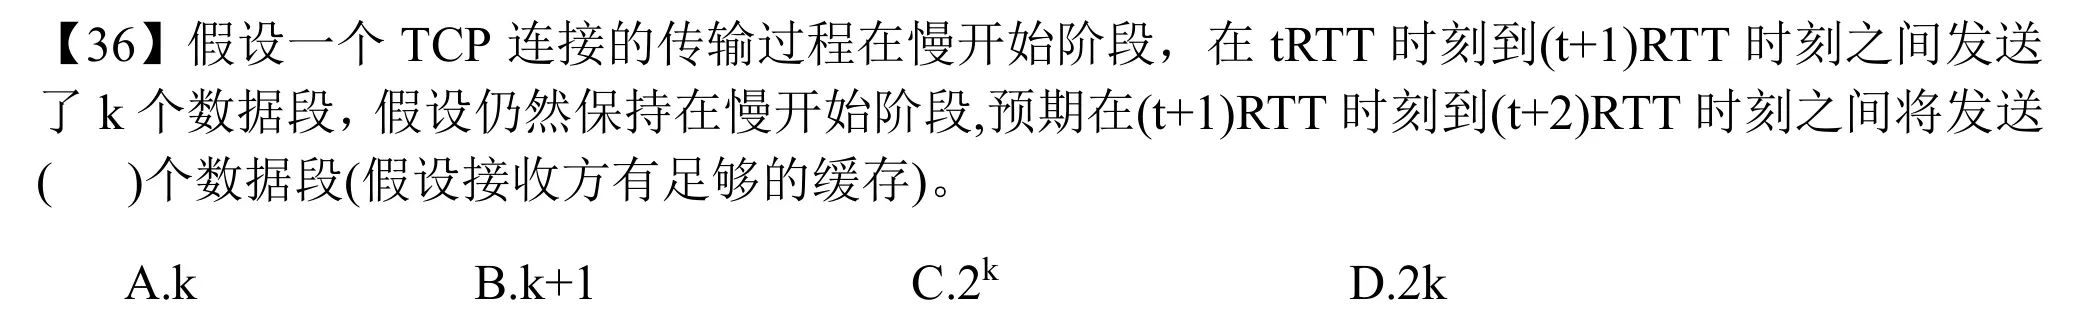 【36】假设一个 TCP 连接的传输过程在慢开始阶段，在 tRTT 时刻到(t+1)RTT 时刻之间发送
了 k 个数据段，假设仍然保持在慢开始阶段,预期在(t+1)RTT 时刻到(t+2)RTT 时刻之间将发送
(    )个数据段(假设接收方有足够的缓存)。
A.k B.k+1 C.2ᵏ D.2k